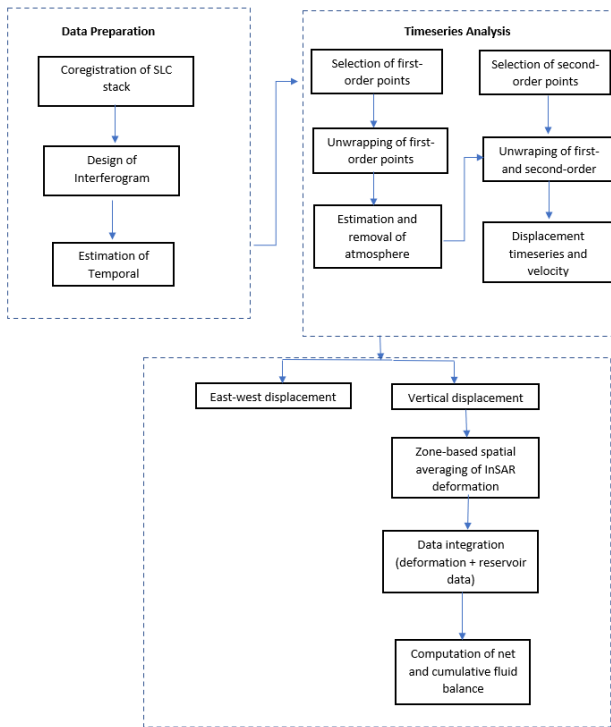 Data Preparation
Coregistration of SLC
stack
Design of
Interferogram
Estimation of
Temporal
Timeseries Analysis
Selection of first-
order points
Unwrapping of first-
order points
Estimation and
removal of
atmosphere
Selection of second-
order points
Unwraping of first-
and second-order
Displacement
timeseries and
velocity
East-west displacement
Vertical displacement
Zone-based spatial
averaging of InSAR
deformation
Data integration
(deformation + reservoir
data)
Computation of net
and cumulative fluid
balance